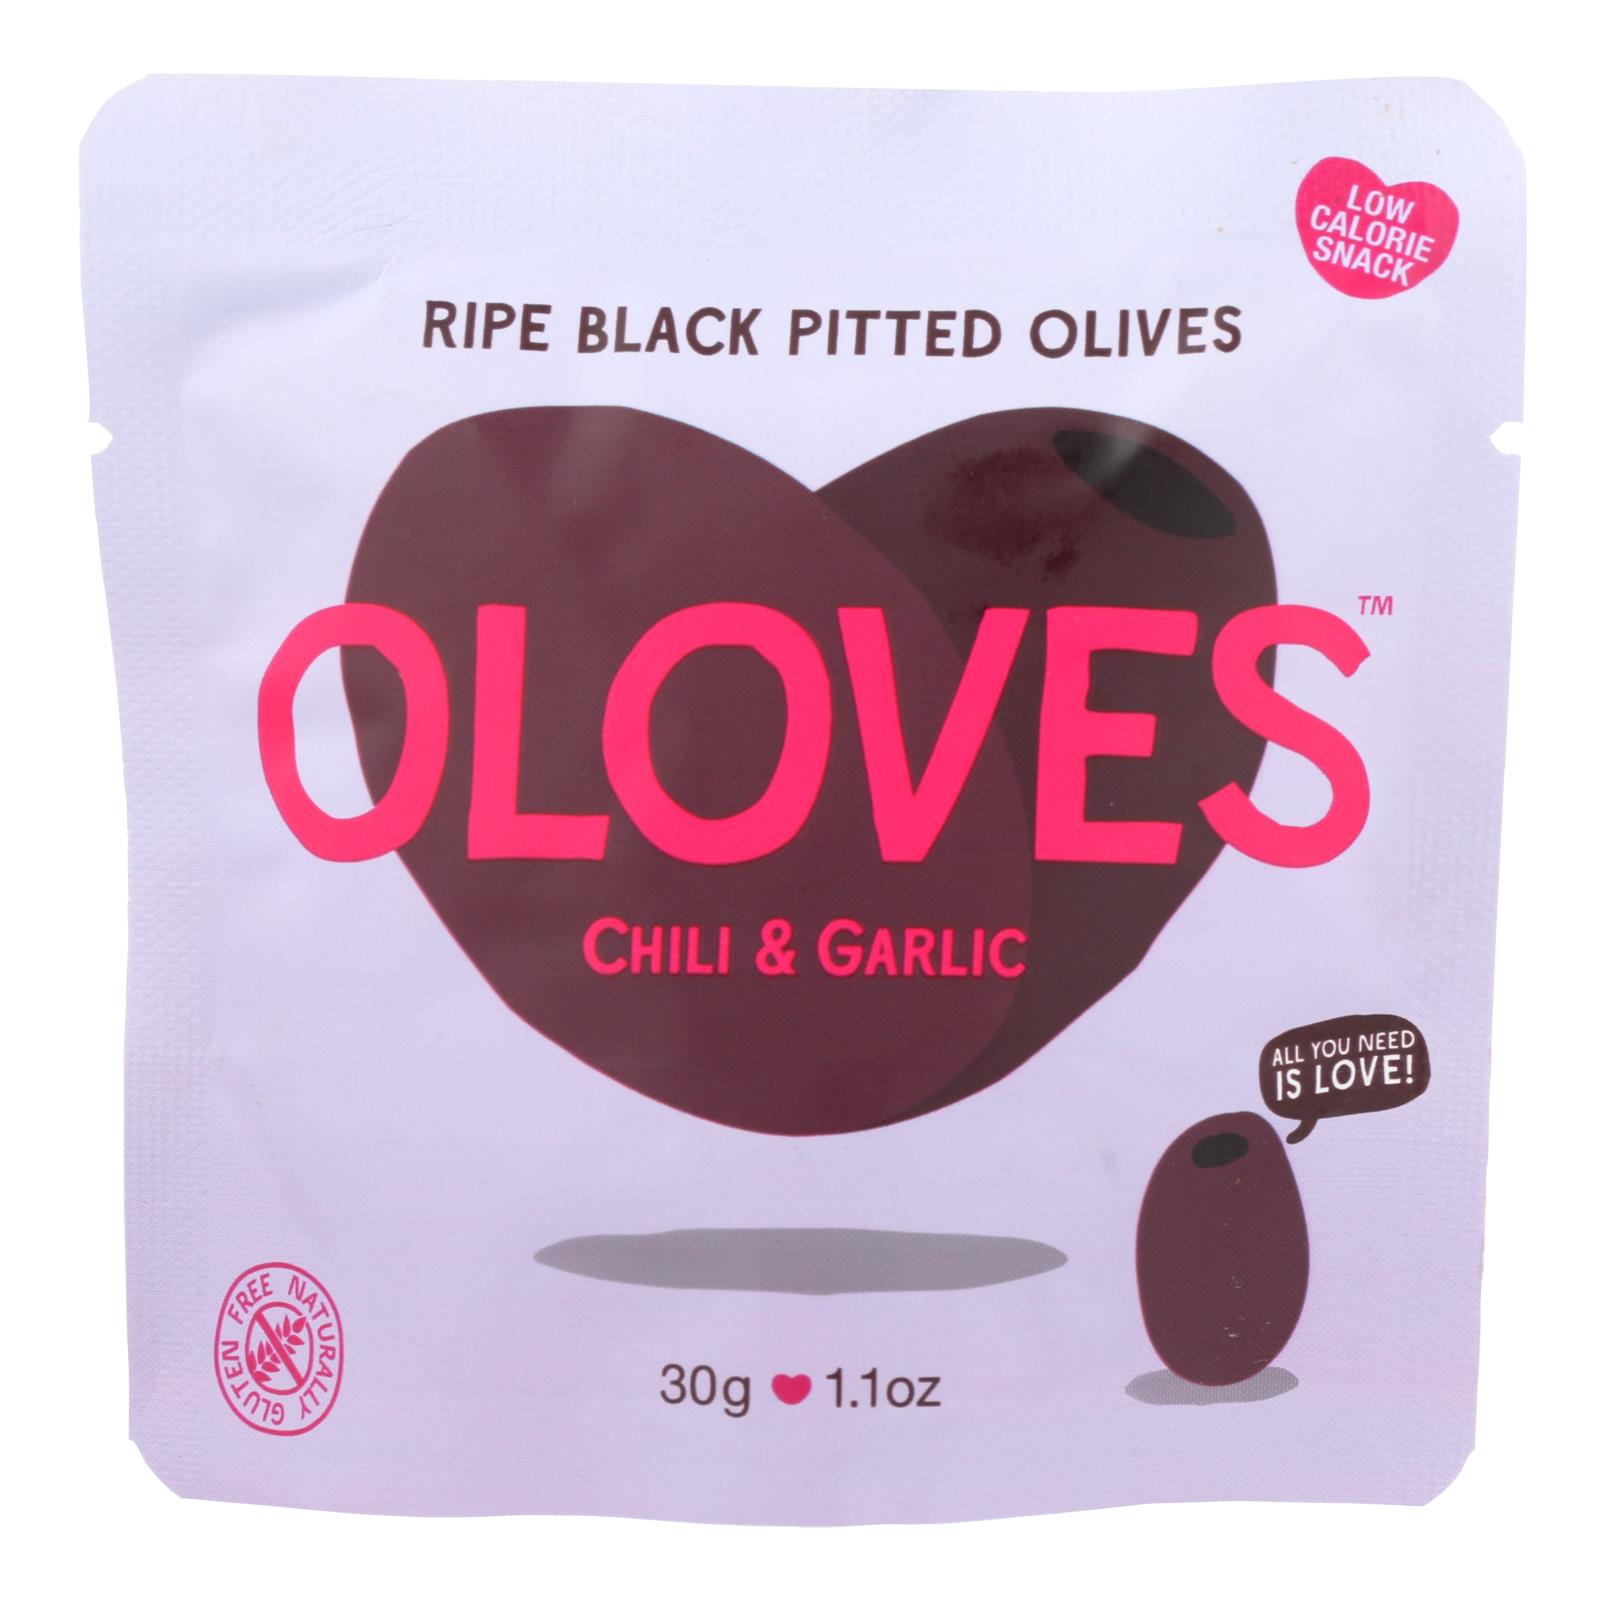 LOW
CALORIE
SNACK
RIPE BLACK PITTED OLIVES
OLOVES™
CHILI & GARLIC
ALL YOU NEED
IS LOVE!
NATURALLY GLUTEN FREE
30g 1.1oz